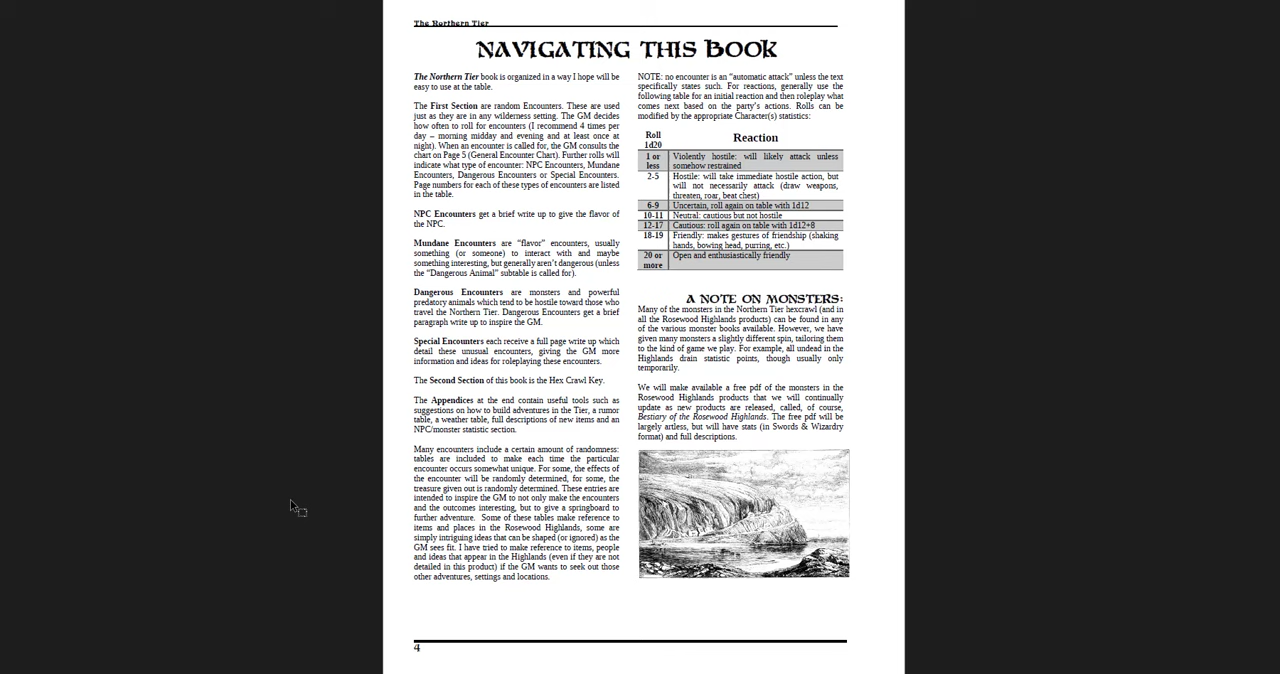 The Northern Tier
NAVIGATING THIS BOOK
The Northern Tier book is organized in a way I hope will be
easy to use at the table.
The First Section are random Encounters. These are used
just as they are in any wilderness setting. The GM decides
how often to roll for encounters (I recommend 4 times per
day – morning midday and evening and at least once at
night). When an encounter is called for, the GM consults the
chart on Page 5 (General Encounter Chart). Further rolls will
indicate what type of encounter: NPC Encounters, Mundane
Encounters, Dangerous Encounters or Special Encounters.
Page numbers for each of these types of encounters are listed
in the table.
NPC Encounters get a brief write up to give the flavor of
the NPC.
Mundane Encounters are “flavor” encounters, usually
something (or someone) to interact with and maybe
something interesting, but generally aren’t dangerous (unless
the “Dangerous Animal” subtable is called for).
Dangerous Encounters are monsters and powerful
predatory animals which tend to be hostile toward those who
travel the Northern Tier. Dangerous Encounters get a brief
paragraph write up to inspire the GM.
Special Encounters each receive a full page write up which
detail these unusual encounters, giving the GM more
information and ideas for roleplaying these encounters.
The Second Section of this book is the Hex Crawl Key.
The Appendices at the end contain useful tools such as
suggestions on how to build adventures in the Tier, a rumor
table, a weather table, full descriptions of new items and an
NPC/monster statistic section.
Many encounters include a certain amount of randomness:
tables are included to make each time the particular
encounter occurs somewhat unique. For some, the effects of
the encounter will be randomly determined, for some, the
treasure given out is randomly determined. These entries are
intended to inspire the GM to not only make the encounters
and the outcomes interesting, but to give a springboard to
further adventure. Some of these tables make reference to
items and places in the Rosewood Highlands, some are
simply intriguing ideas that can be shaped (or ignored) as the
GM sees fit. I have tried to make reference to items, people
and ideas that appear in the Highlands (even if they are not
detailed in this product) if the GM wants to seek out those
other adventures, settings and locations.
NOTE: no encounter is an “automatic attack” unless the text
specifically states such. For reactions, generally use the
following table for an initial reaction and then roleplay what
comes next based on the party’s actions. Rolls can be
modified by the appropriate Character(s) statistics:
Roll 1d20 Reaction
1 or less Violently hostile: will likely attack unless
somehow restrained
2-5 Hostile: will take immediate hostile action, but
will not necessarily attack (draw weapons,
threaten, roar, beat chest)
6-9 Uncertain, roll again on table with 1d12
10-11 Neutral: cautious but not hostile
12-17 Cautious: roll again on table with 1d12+8
18-19 Friendly: makes gestures of friendship (shaking
hands, bowing head, purring, etc.)
20 or more Open and enthusiastically friendly
A NOTE ON MONSTERS:
Many of the monsters in the Northern Tier hexcrawl (and in
all the Rosewood Highlands products) can be found in any
of the various monster books available. However, we have
given many monsters a slightly different spin, tailoring them
to the kind of game we play. For example, all undead in the
Highlands drain statistic points, though usually only
temporarily.
We will make available a free pdf of the monsters in the
Rosewood Highlands products that we will continually
update as new products are released, called, of course,
Bestiary of the Rosewood Highlands. The free pdf will be
largely artless, but will have stats (in Swords & Wizardry
format) and full descriptions.
4